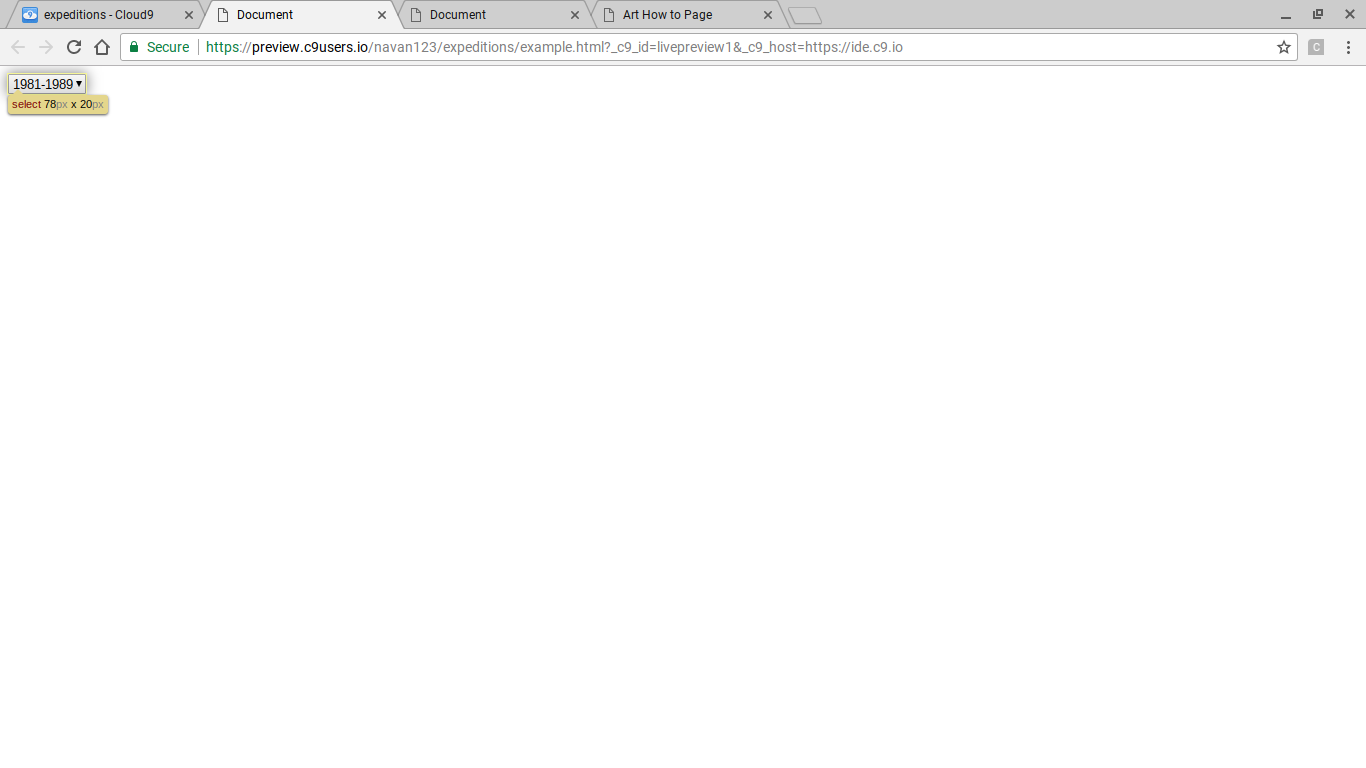 expeditions - Cloud9
Document
Document
Art How to Page
Secure
https://preview.c9users.io/navan123/expeditions/example.html?_c9_id=livepreview1&_c9_host=https://ide.c9.io
C
1981-1989
select 78px x 20px